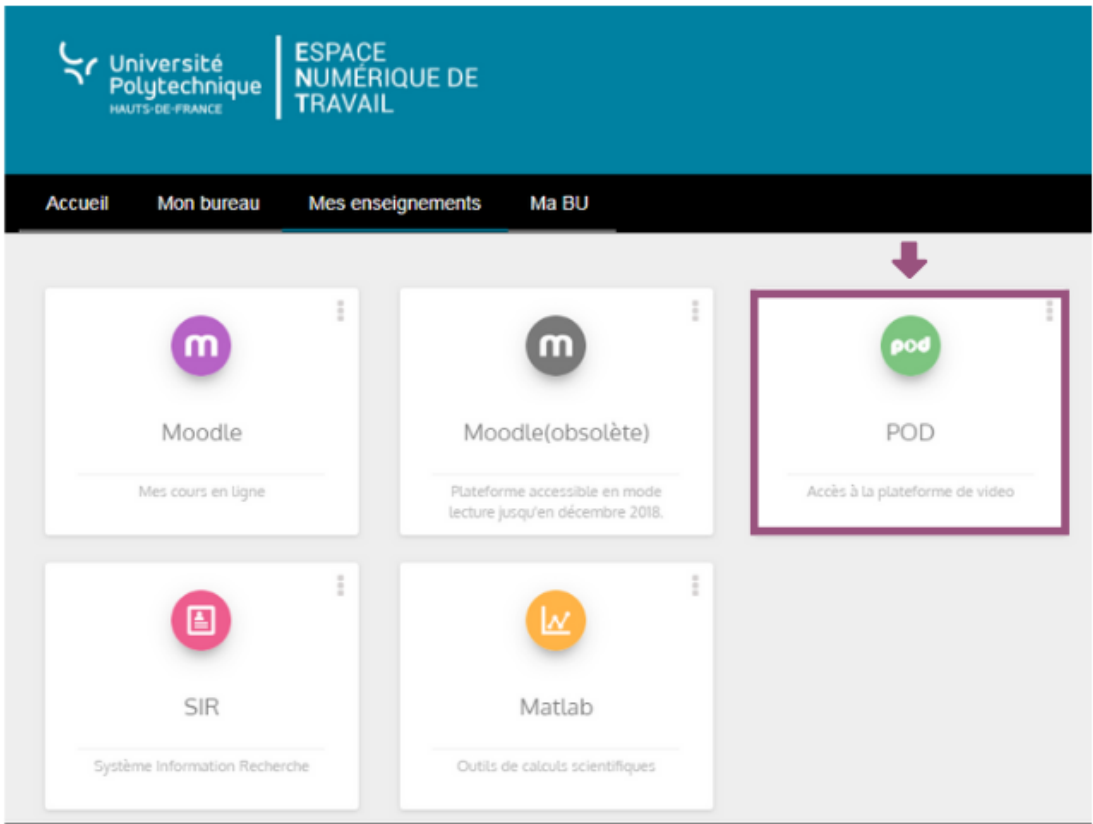 Université
Polytechnique
HAUTS-DE-FRANCE
ESPACE
NUMÉRIQUE DE
TRAVAIL
Accueil Mon bureau Mes enseignements Ma BU
m
Moodle
Mes cours en ligne
m
Moodle(obsolète)
Plateforme accessible en mode
lecture jusqu'en décembre 2018.
pod
POD
Accès à la plateforme de video
SIR
Système Information Recherche
Matlab
Outils de calculs scientifiques